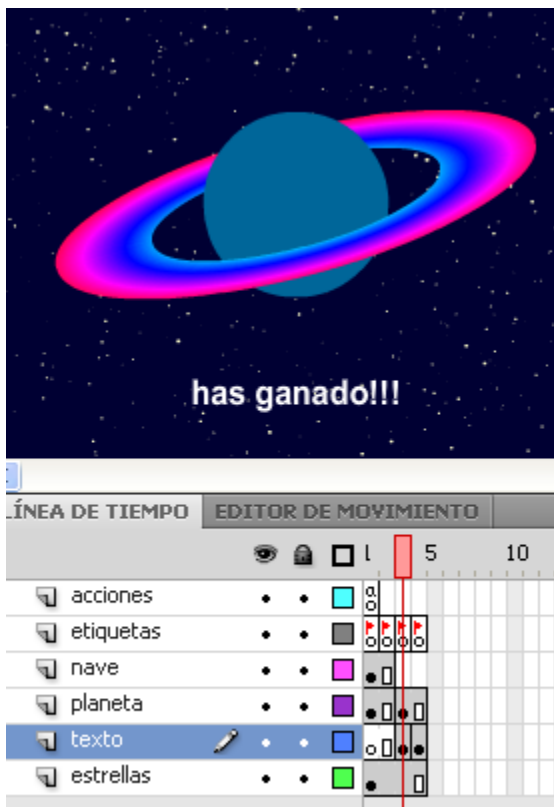 has ganado!!!
LÍNEA DE TIEMPO EDITOR DE MOVIMIENTO
1 5 10
acciones a
etiquetas
nave
planeta
texto
estrellas